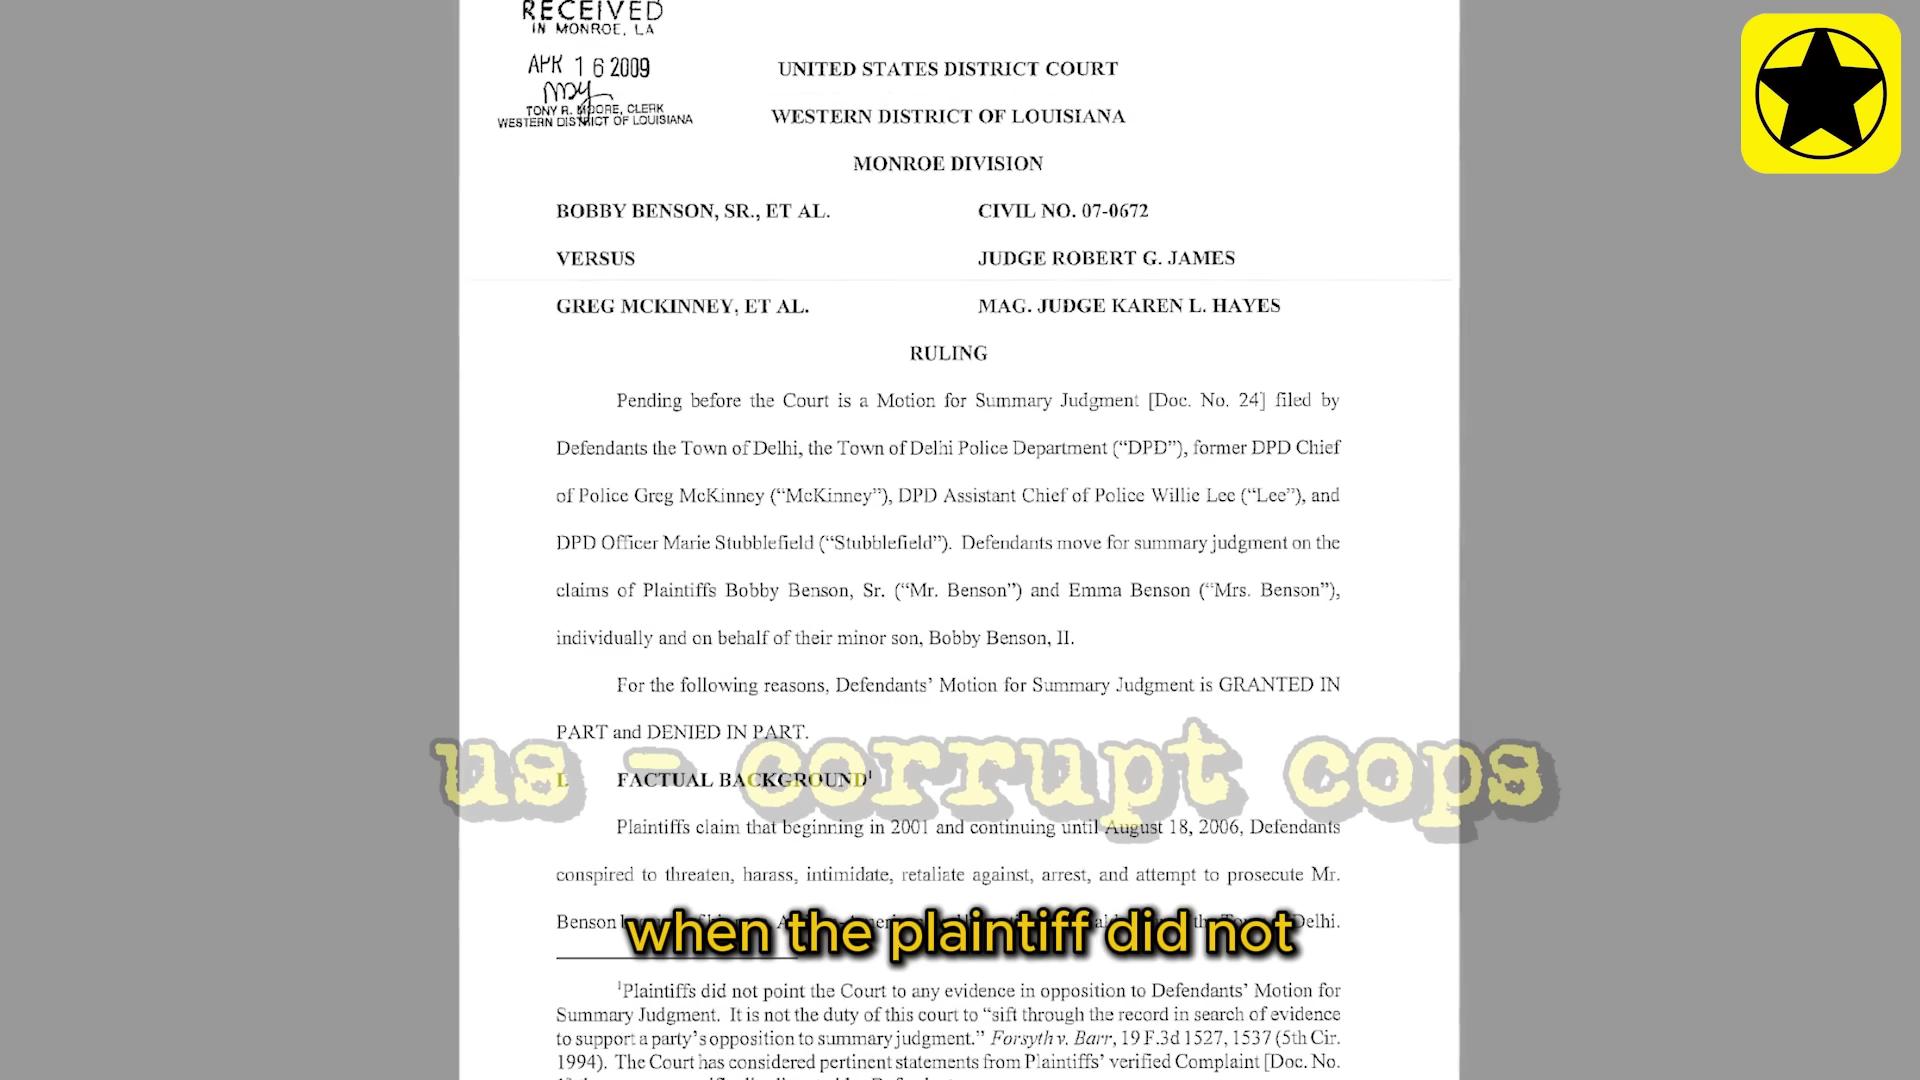 RECEIVED
IN MONROE, LA
APR 16 2009
TONY R. MOORE, CLERK
WESTERN DISTRICT OF LOUISIANA
UNITED STATES DISTRICT COURT
WESTERN DISTRICT OF LOUISIANA
MONROE DIVISION
BOBBY BENSON, SR., ET AL. CIVIL NO. 07-0672
VERSUS JUDGE ROBERT G. JAMES
GREG MCKINNEY, ET AL. MAG. JUDGE KAREN L. HAYES
RULING
Pending before the Court is a Motion for Summary Judgment [Doc. No. 24] filed by
Defendants the Town of Delhi, the Town of Delhi Police Department (“DPD”), former DPD Chief
of Police Greg McKinney (“McKinney”), DPD Assistant Chief of Police Willie Lee (“Lee”), and
DPD Officer Marie Stubblefield (“Stubblefield”). Defendants move for summary judgment on the
claims of Plaintiffs Bobby Benson, Sr. (“Mr. Benson”) and Emma Benson (“Mrs. Benson”),
individually and on behalf of their minor son, Bobby Benson, II.
For the following reasons, Defendants’ Motion for Summary Judgment is GRANTED IN
PART and DENIED IN PART.
us - corrupt cops
I. FACTUAL BACKGROUND¹
Plaintiffs claim that beginning in 2001 and continuing until August 18, 2006, Defendants
conspired to threaten, harass, intimidate, retaliate against, arrest, and attempt to prosecute Mr.
Benson Delhi.
when the plaintiff did not
¹Plaintiffs did not point the Court to any evidence in opposition to Defendants’ Motion for
Summary Judgment. It is not the duty of this court to “sift through the record in search of evidence
to support a party’s opposition to summary judgment.” Forsyth v. Barr, 19 F.3d 1527, 1537 (5th Cir.
1994). The Court has considered pertinent statements from Plaintiffs’ verified Complaint [Doc. No.